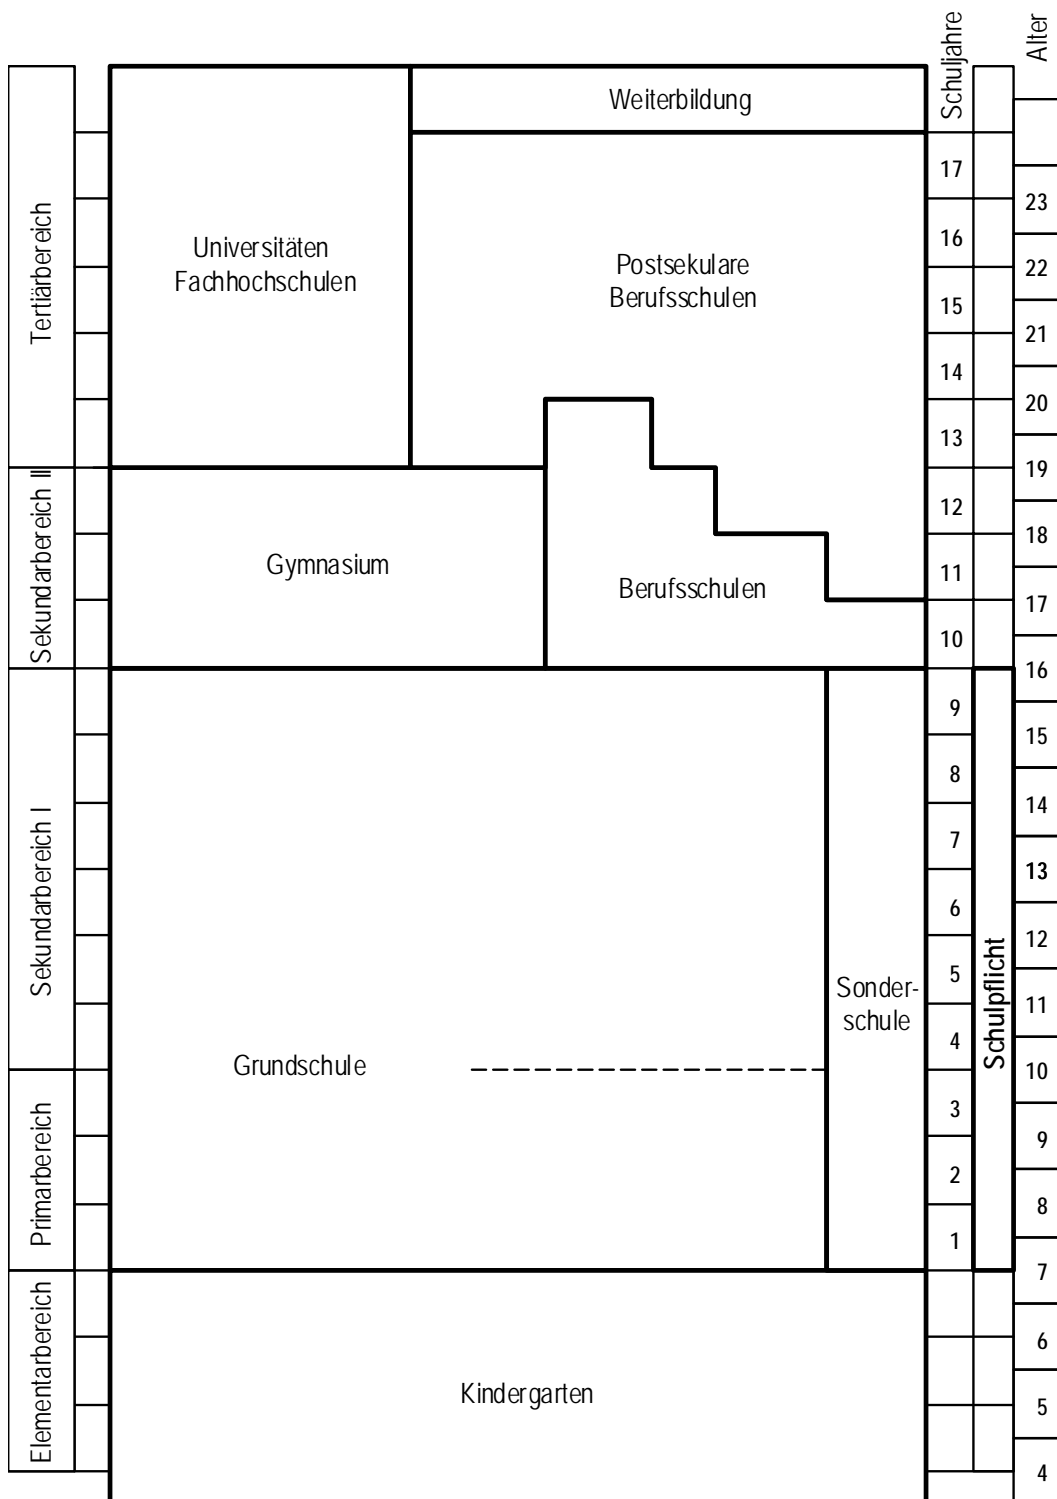 Schuljahre
Alter
Weiterbildung
17
23
Tertiärbereich
Universitäten
Fachhochschulen
16
Postsekulare
Berufsschulen
22
15
21
14
20
13
19
Sekundarbereich II
12
18
Gymnasium
11
Berufsschulen
17
10
16
9
15
8
14
Sekundarbereich I
7
13
6
12
5
Sonder-
schule
11
Schulpflicht
4
Grundschule
10
3
9
Primarbereich
2
8
1
7
Elementarbereich
6
Kindergarten
5
4